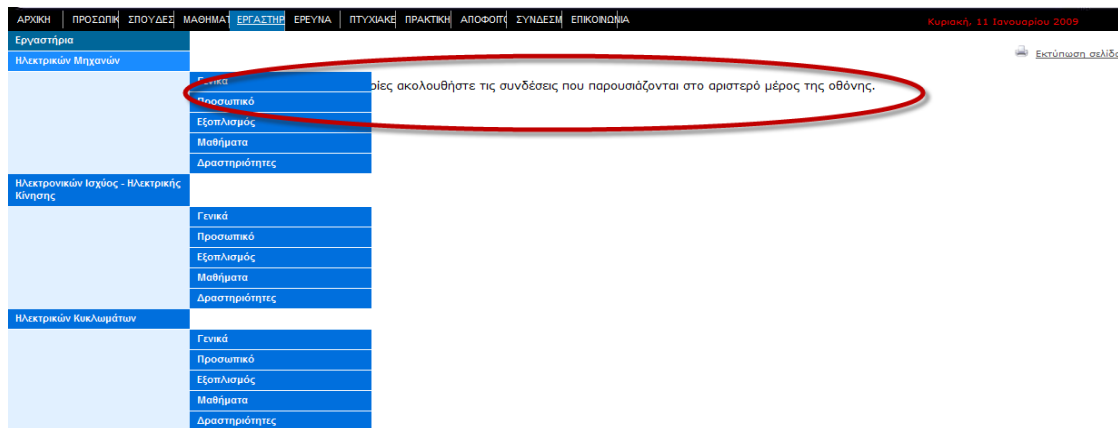 ΑΡΧΙΚΗ ΠΡΟΣΩΠΙΚ ΣΠΟΥΔΕΣ ΜΑΘΗΜΑΤ ΕΡΓΑΣΤΗΡ ΕΡΕΥΝΑ ΠΤΥΧΙΑΚΕ ΠΡΑΚΤΙΚΗ ΑΠΟΦΟΙΤ ΣΥΝΔΕΣΜ ΕΠΙΚΟΙΝΩΝΙΑ Κυριακή, 11 Ιανουαρίου 2009
Εργαστήρια
Εκτύπωση σελίδα
Ηλεκτρικών Μηχανών
Γενικά
ρίες ακολουθήστε τις συνδέσεις που παρουσιάζονται στο αριστερό μέρος της οθόνης.
Προσωπικό
Εξοπλισμός
Μαθήματα
Δραστηριότητες
Ηλεκτρονικών Ισχύος - Ηλεκτρικής
Κίνησης
Γενικά
Προσωπικό
Εξοπλισμός
Μαθήματα
Δραστηριότητες
Ηλεκτρικών Κυκλωμάτων
Γενικά
Προσωπικό
Εξοπλισμός
Μαθήματα
Δραστηριότητες